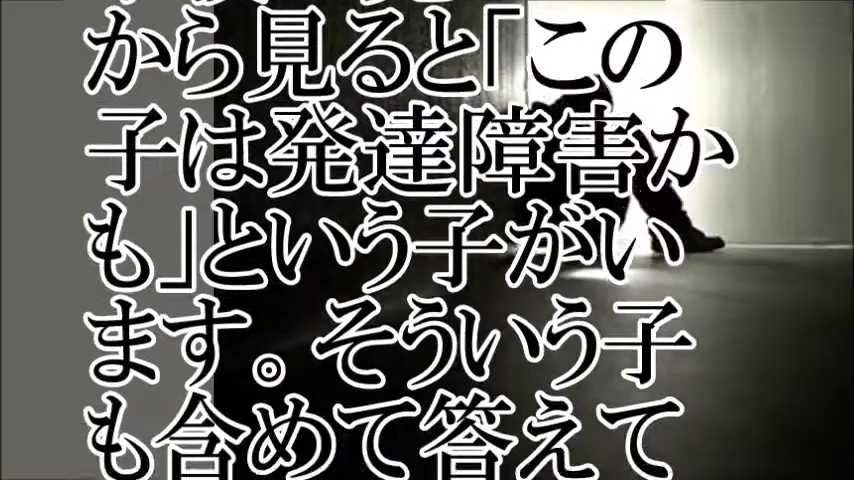 から見ると「この
子は発達障害か
も」という子がい
ます。そういう子
も含めて答えて